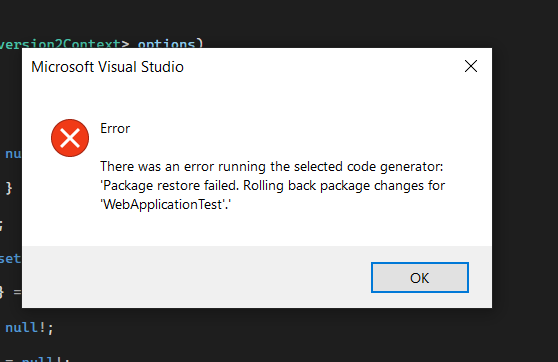 version2Context> options)
Microsoft Visual Studio
Error
There was an error running the selected code generator:
'Package restore failed. Rolling back package changes for
'WebApplicationTest'.'
OK
nu
}
;
set
} =
null!;
= null!;